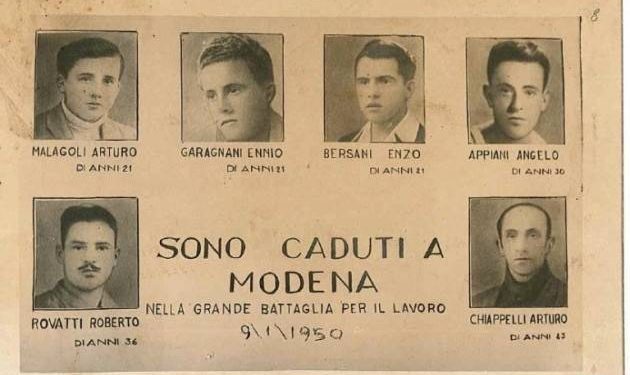 8
MALAGOLI ARTURO
DI ANNI 21
GARAGNANI ENNIO
DI ANNI 21
BERSANI ENZO
DI ANNI 21
APPIANI ANGELO
DI ANNI 30
ROVATTI ROBERTO
DI ANNI 36
SONO CADUTI A
MODENA
NELLA GRANDE BATTAGLIA PER IL LAVORO
9\1\1950
CHIAPPELLI ARTURO
DI ANNI 43